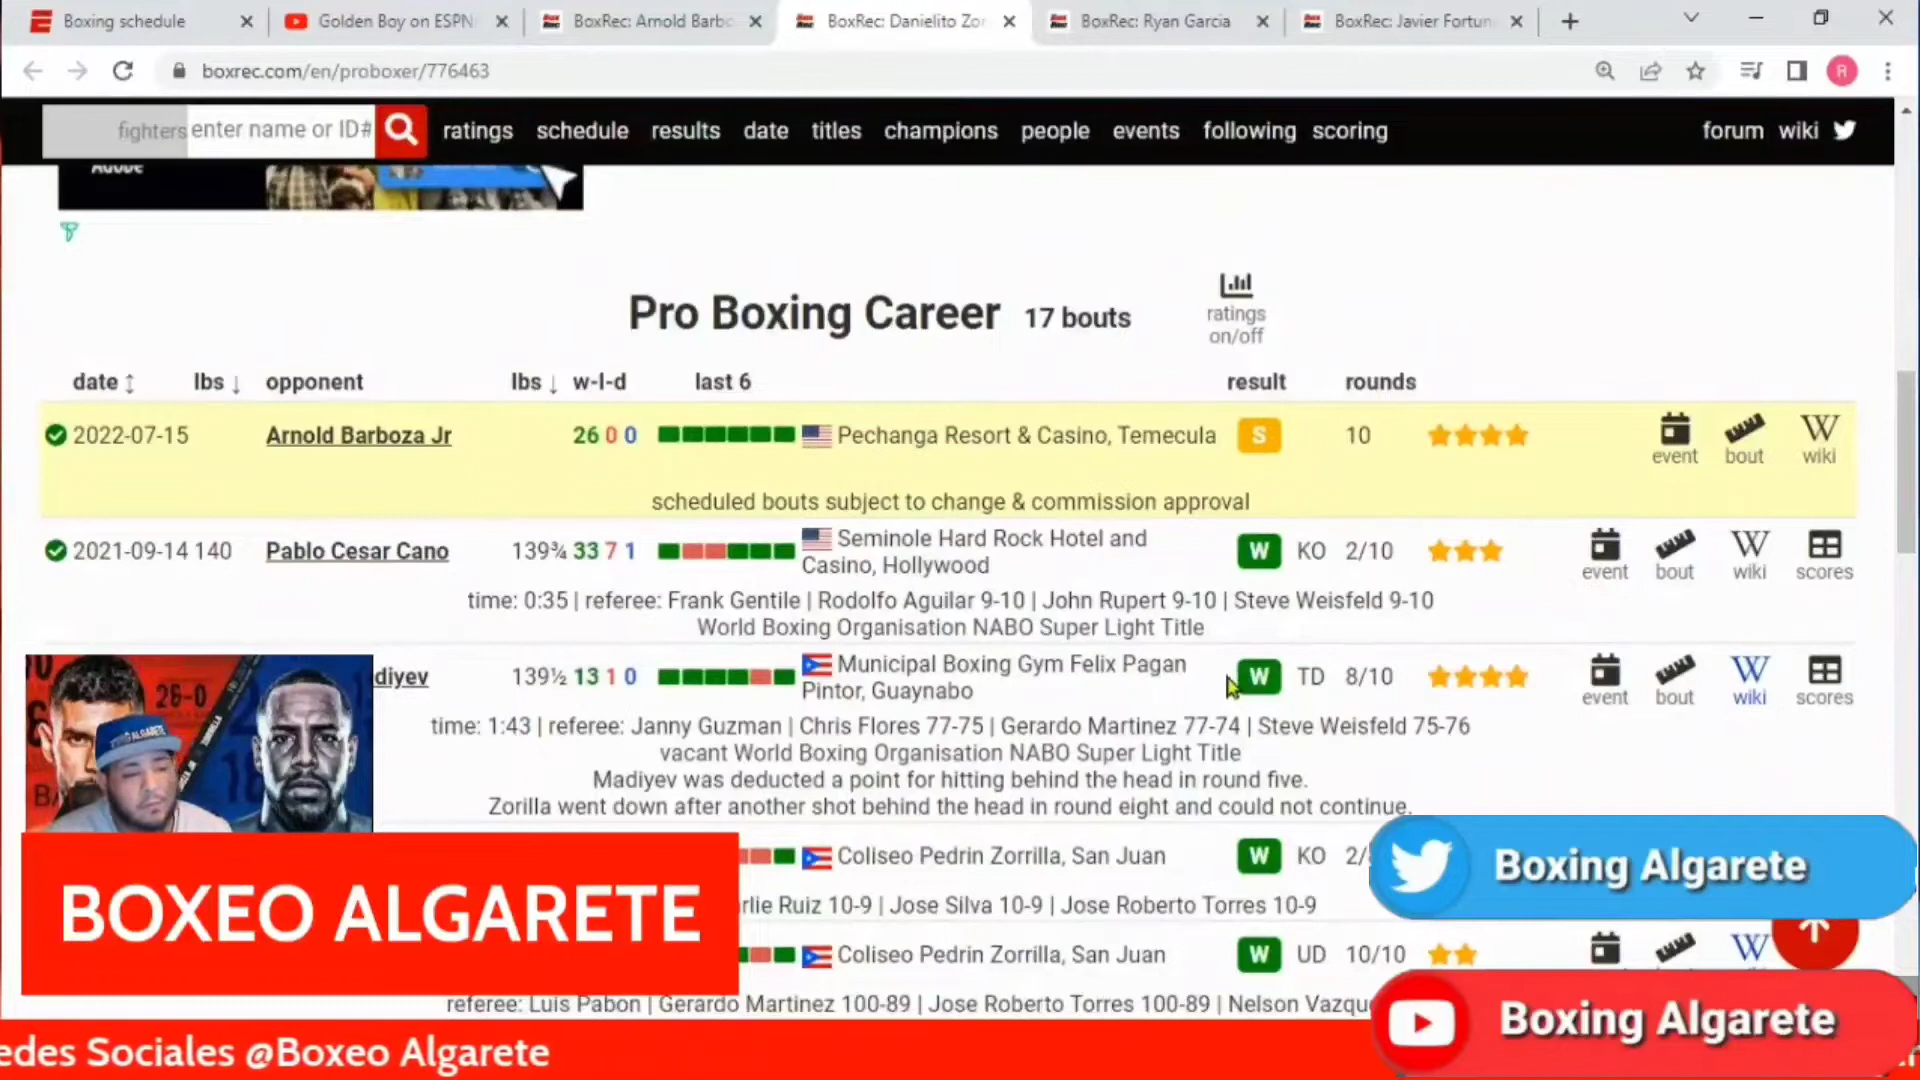 Boxing schedule
Golden Boy on ESPN
BoxRec: Arnold Barbo
BoxRec: Danielito Zor
BoxRec: Ryan Garcia
BoxRec: Javier Fortun
boxrec.com/en/proboxer/776463
R
fighters enter name or ID# ratings schedule results date titles champions people events following scoring forum wiki
Adobe
Pro Boxing Career 17 bouts
ratings
on/off
date lbs opponent lbs w-l-d last 6 result rounds
2022-07-15 Arnold Barboza Jr 26 0 0 Pechanga Resort & Casino, Temecula S 10 event bout wiki
scheduled bouts subject to change & commission approval
2021-09-14 140 Pablo Cesar Cano 139¾ 33 7 1 Seminole Hard Rock Hotel and Casino, Hollywood W KO 2/10 event bout wiki scores
time: 0:35 | referee: Frank Gentile | Rodolfo Aguilar 9-10 | John Rupert 9-10 | Steve Weisfeld 9-10
World Boxing Organisation NABO Super Light Title
diyev 139½ 13 1 0 Municipal Boxing Gym Felix Pagan Pintor, Guaynabo W TD 8/10 event bout wiki scores
time: 1:43 | referee: Janny Guzman | Chris Flores 77-75 | Gerardo Martinez 77-74 | Steve Weisfeld 75-76
vacant World Boxing Organisation NABO Super Light Title
Madiyev was deducted a point for hitting behind the head in round five.
Zorilla went down after another shot behind the head in round eight and could not continue.
26-0
Coliseo Pedrin Zorrilla, San Juan W KO 2/
rlie Ruiz 10-9 | Jose Silva 10-9 | Jose Roberto Torres 10-9
Coliseo Pedrin Zorrilla, San Juan W UD 10/10
referee: Luis Pabon | Gerardo Martinez 100-89 | Jose Roberto Torres 100-89 | Nelson Vazqu
BOXEO ALGARETE
Boxing Algarete
Boxing Algarete
edes Sociales @Boxeo Algarete